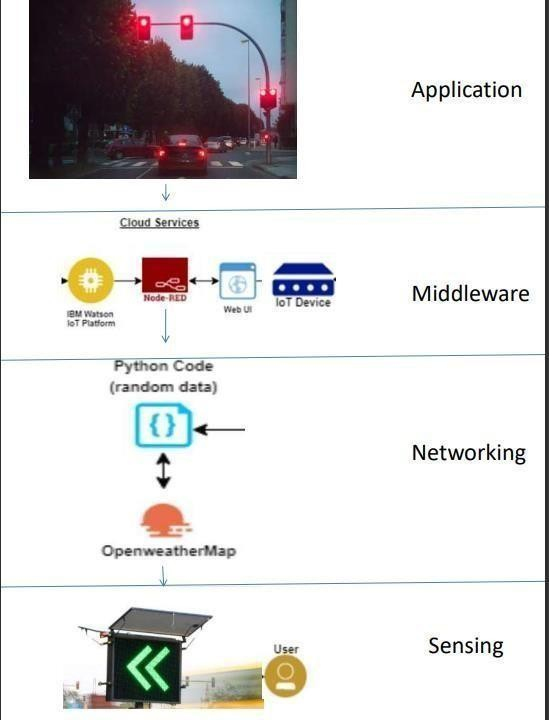 Application
Cloud Services
IBM Watson
IoT Platform
Node-RED
Web UI
IoT Device
Middleware
Python Code
(random data)
{}
Networking
OpenweatherMap
User
Sensing